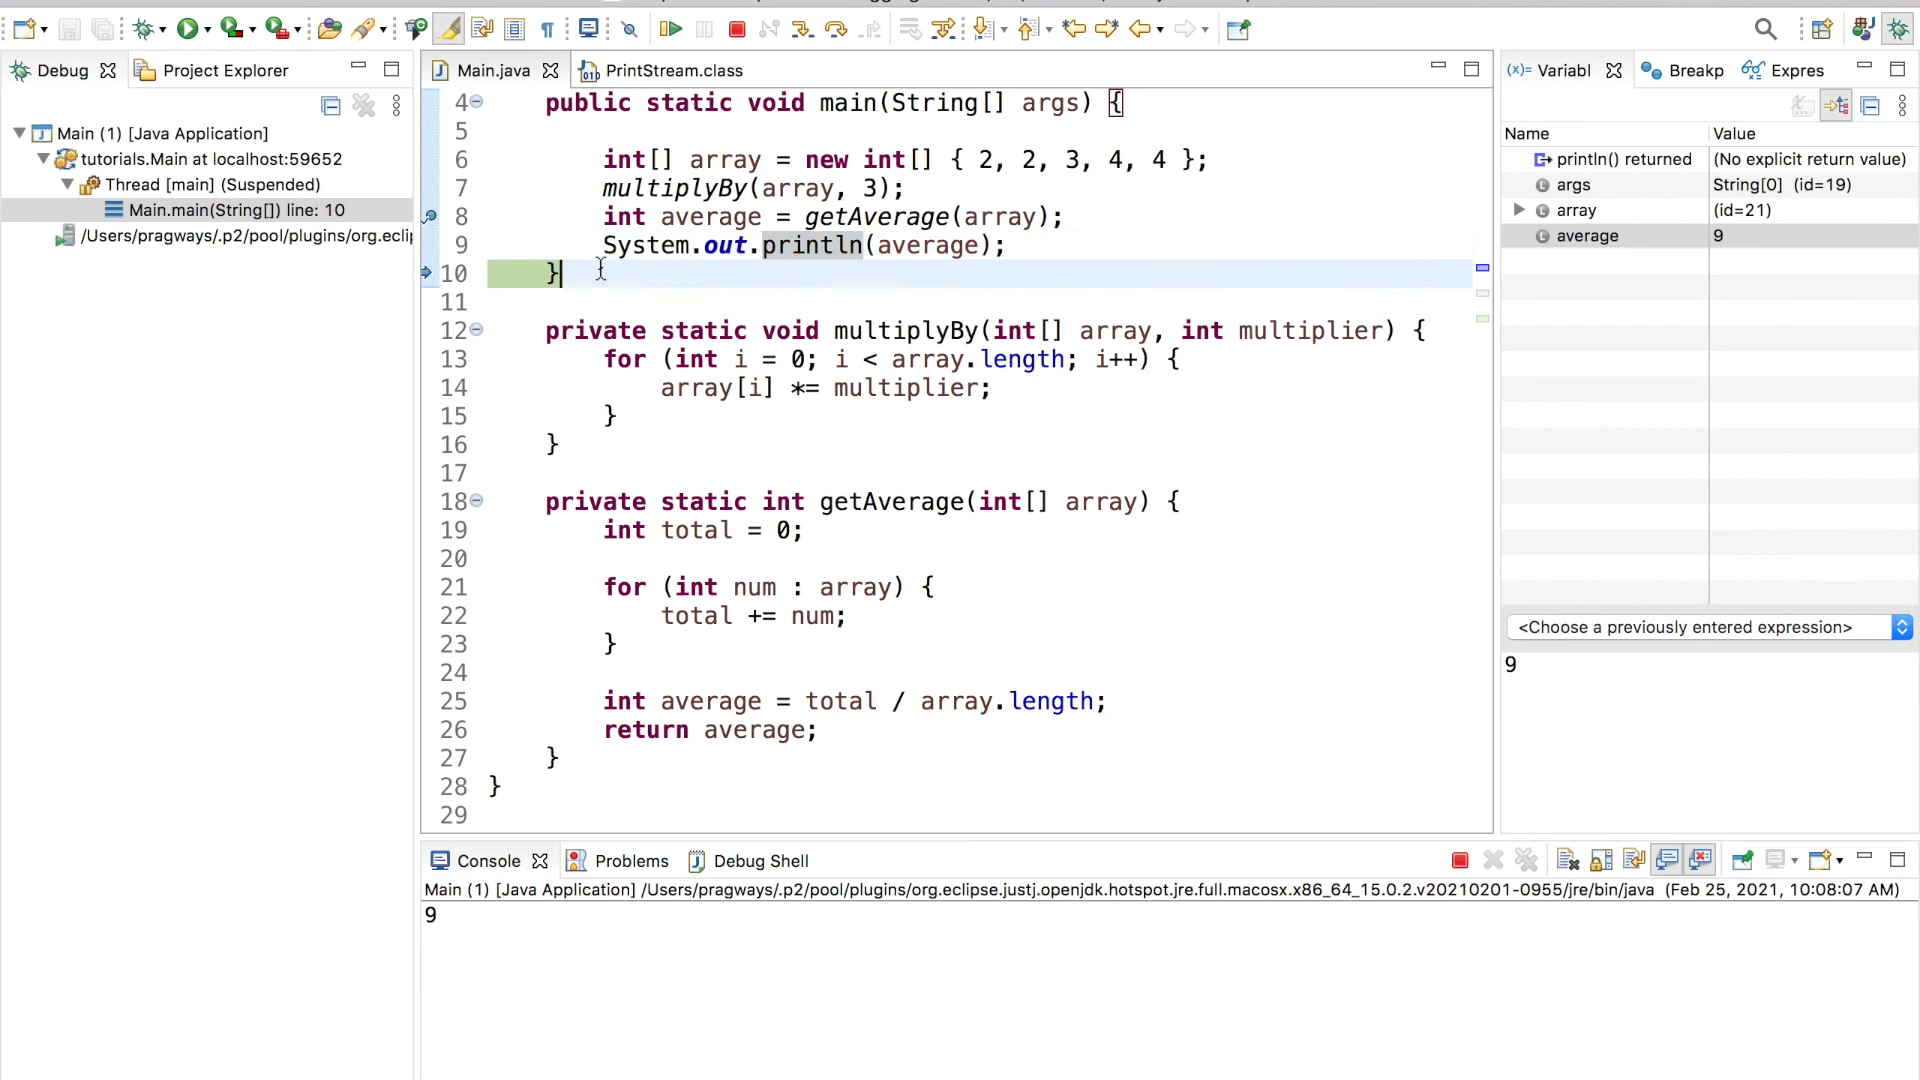 Debug
Project Explorer
Main (1) [Java Application]
tutorials.Main at localhost:59652
Thread [main] (Suspended)
Main.main(String[]) line: 10
/Users/pragways/.p2/pool/plugins/org.ecli
Main.java
PrintStream.class
4 public static void main(String[] args) {
5
6 int[] array = new int[] { 2, 2, 3, 4, 4 };
7 multiplyBy(array, 3);
8 int average = getAverage(array);
9 System.out.println(average);
10 }
11
12 private static void multiplyBy(int[] array, int multiplier) {
13 for (int i = 0; i < array.length; i++) {
14 array[i] *= multiplier;
15 }
16 }
17
18 private static int getAverage(int[] array) {
19 int total = 0;
20
21 for (int num : array) {
22 total += num;
23 }
24
25 int average = total / array.length;
26 return average;
27 }
28 }
29
(x)= Variabl
Breakp
Expres
Name Value
println() returned (No explicit return value)
args String[0] (id=19)
array (id=21)
average 9
<Choose a previously entered expression>
9
Console
Problems
Debug Shell
Main (1) [Java Application] /Users/pragways/.p2/pool/plugins/org.eclipse.justj.openjdk.hotspot.jre.full.macosx.x86_64_15.0.2.v20210201-0955/jre/bin/java (Feb 25, 2021, 10:08:07 AM)
9